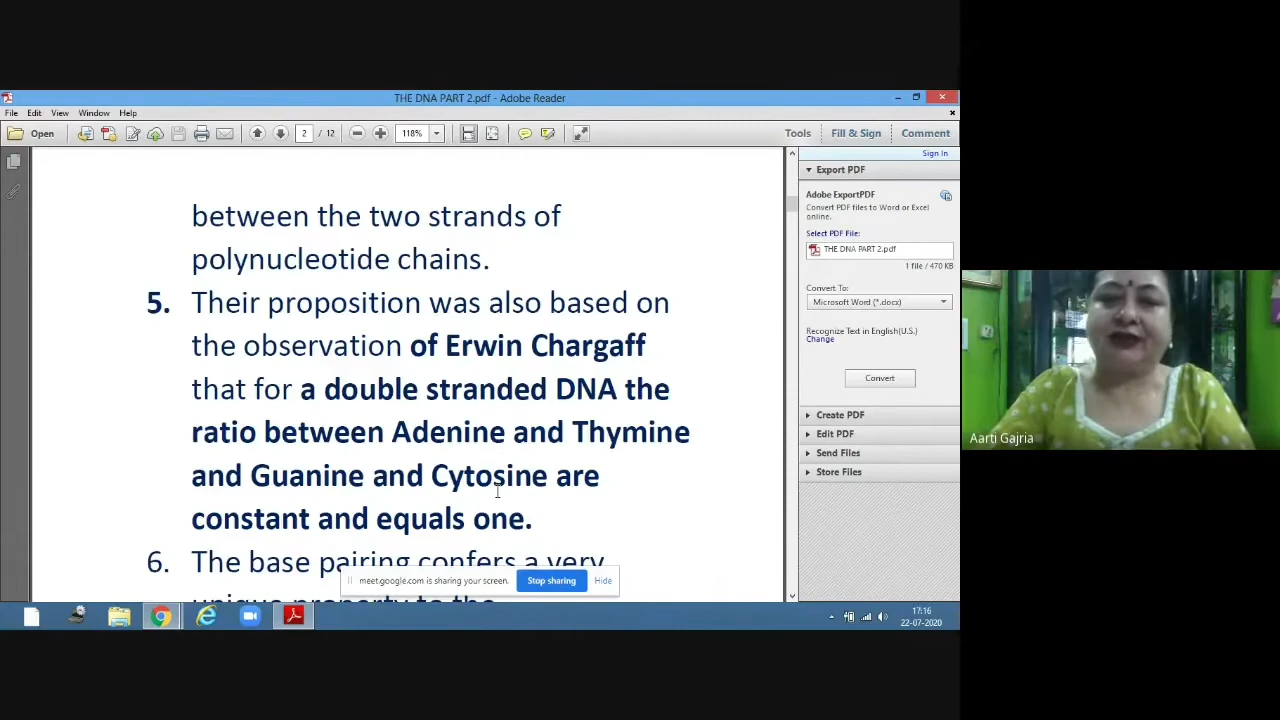 THE DNA PART 2.pdf - Adobe Reader
File Edit View Window Help
Open 2 / 12 118% Tools Fill & Sign Comment
Sign In
between the two strands of
polynucleotide chains.
5. Their proposition was also based on
the observation of Erwin Chargaff
that for a double stranded DNA the
ratio between Adenine and Thymine
and Guanine and Cytosine are
constant and equals one.
6. The base pairing confers a very
unique property to the
Export PDF
Adobe ExportPDF
Convert PDF files to Word or Excel
online.
Select PDF File:
THE DNA PART 2.pdf
1 file / 470 KB
Convert To:
Microsoft Word (*.docx)
Recognize Text in English(U.S.)
Change
Convert
Create PDF
Edit PDF
Send Files
Store Files
Aarti Gajria
meet.google.com is sharing your screen. Stop sharing Hide
17:16
22-07-2020